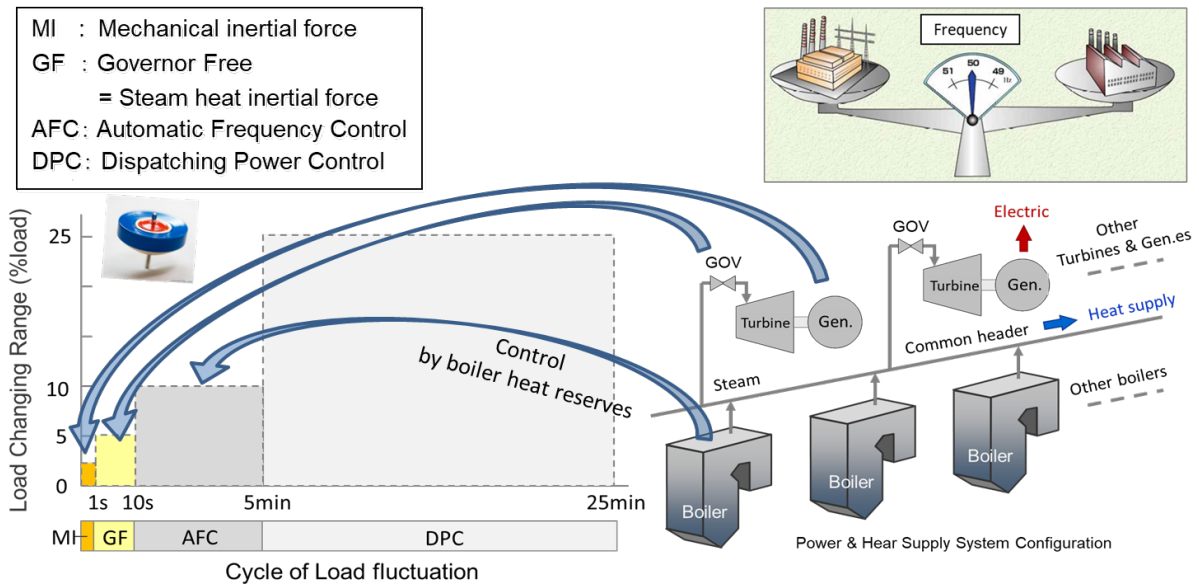 MI : Mechanical inertial force
GF : Governor Free
= Steam heat inertial force
AFC: Automatic Frequency Control
DPC: Dispatching Power Control
Frequency
51 50 49
Hz
Load Changing Range (%load)
25
10
5
0
1s 10s 5min 25min
MI GF AFC DPC
Cycle of Load fluctuation
Control
by boiler heat reserves
GOV
Turbine
Gen.
GOV
Turbine
Gen.
Electric
Other
Turbines & Gen.es
Heat supply
Common header
Steam
Other boilers
Boiler
Boiler
Boiler
Power & Hear Supply System Configuration